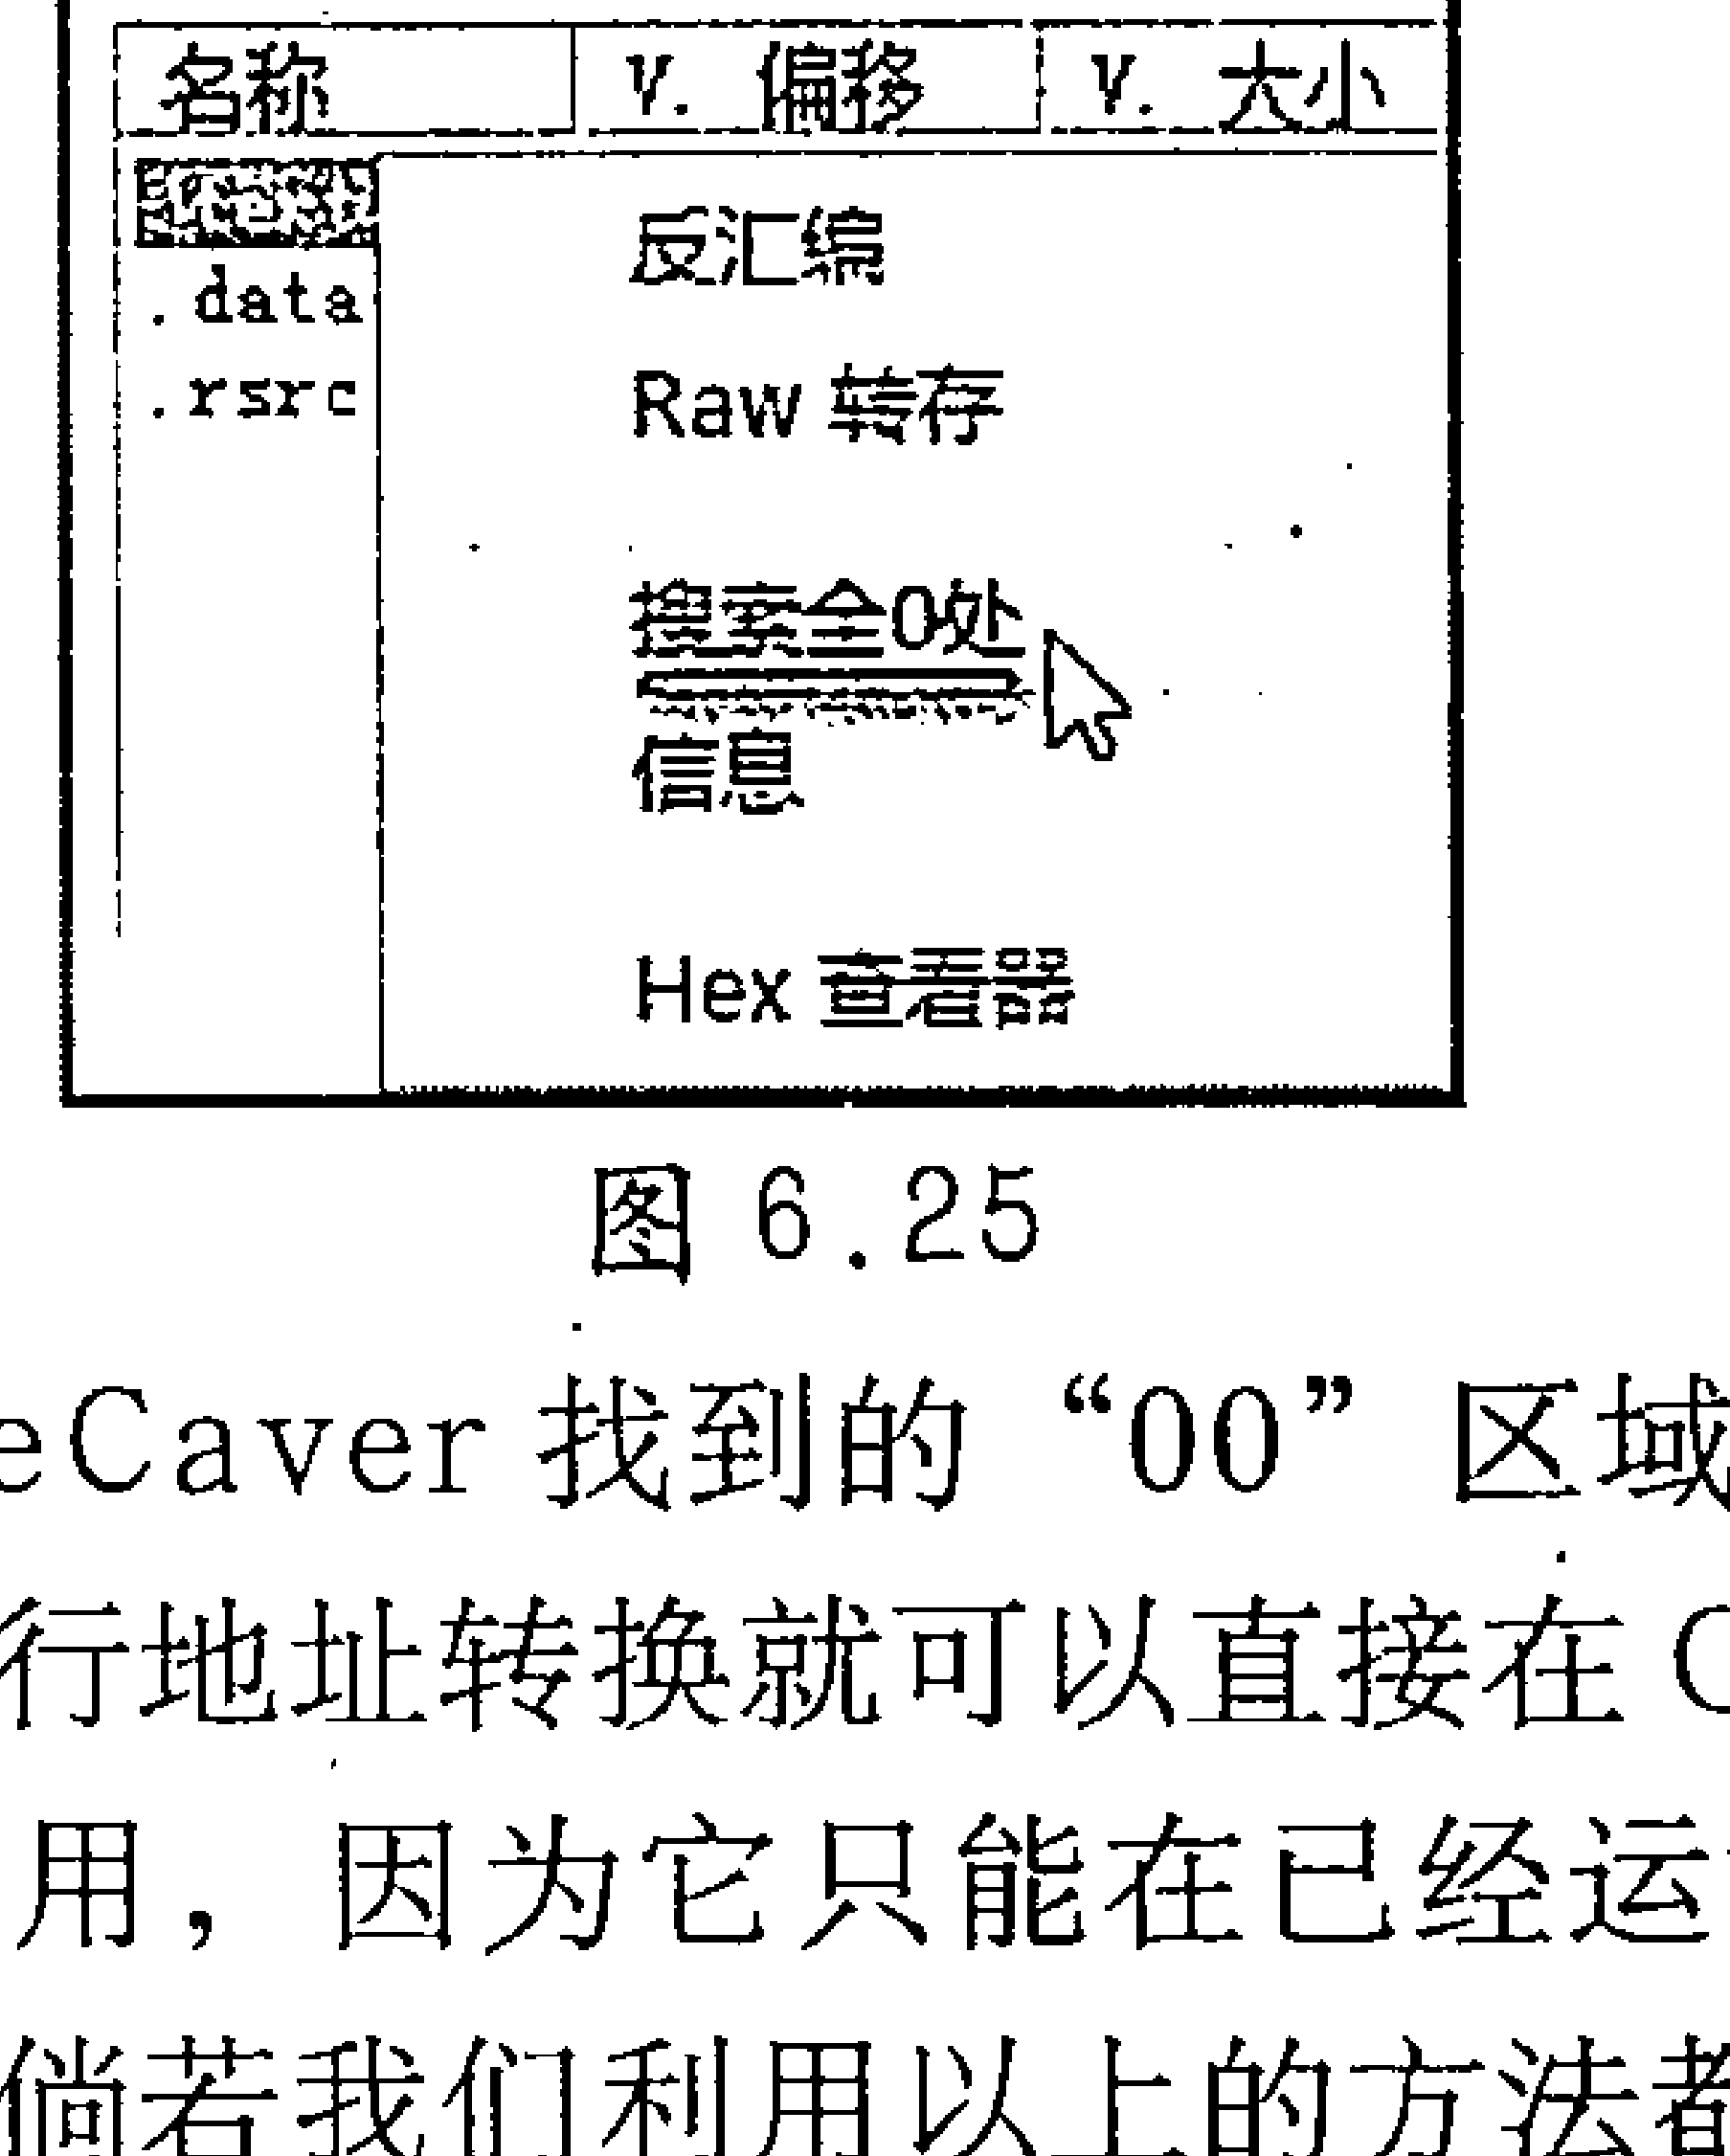 名称 V. 偏移 V. 大小
反汇编
.data
.rsrc
Raw 转存
搜索全0处
信息
Hex 查看器
图 6.25
eCaver 找到的 “00” 区域
行地址转换就可以直接在
用，因为它只能在已经运
倘若我们利用以上的方法都